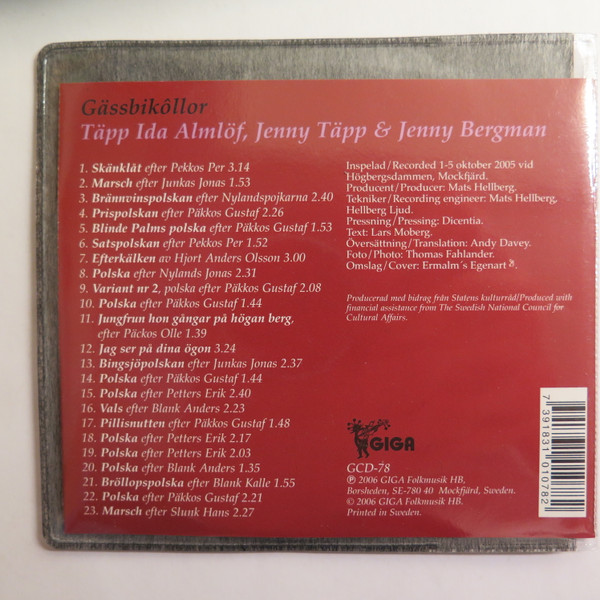 Gässbikôllor
Täpp Ida Almlöf, Jenny Täpp & Jenny Bergman
1. Skänklåt efter Pekkos Per 3.14
2. Marsch efter Junkas Jonas 1.53
3. Brännvinspolskan efter Nylandspojkarna 2.40
4. Prispolskan efter Päkkos Gustaf 2.26
5. Blinde Palms polska efter Päkkos Gustaf 1.53
6. Satspolskan efter Pekkos Per 1.52
7. Efterkälken av Hjort Anders Olsson 3.00
8. Polska efter Nylands Jonas 2.31
9. Variant nr 2, polska efter Päkkos Gustaf 2.08
10. Polska efter Päkkos Gustaf 1.44
11. Jungfrun hon gångar på högan berg,
efter Päckos Olle 1.39
12. Jag ser på dina ögon 3.24
13. Bingsjöpolskan efter Junkas Jonas 2.37
14. Polska efter Päkkos Gustaf 1.44
15. Polska efter Petters Erik 2.40
16. Vals efter Blank Anders 2.23
17. Pillisnutten efter Päkkos Gustaf 1.48
18. Polska efter Petters Erik 2.17
19. Polska efter Petters Erik 2.03
20. Polska efter Blank Anders 1.35
21. Bröllopspolska efter Blank Kalle 1.55
22. Polska efter Päkkos Gustaf 2.21
23. Marsch efter Slunk Hans 2.27
Inspelad/Recorded 1-5 oktober 2005 vid
Högbergsdammen, Mockfjärd.
Producent/Producer: Mats Hellberg.
Tekniker/Recording engineer: Mats Hellberg,
Hellberg Ljud.
Pressning/Pressing: Dicentia.
Text: Lars Moberg.
Översättning/Translation: Andy Davey.
Foto/Photo: Thomas Fahlander.
Omslag/Cover: Ermalm´s Egenart
Producerad med bidrag från Statens kulturråd/Produced with
financial assistance from The Swedish National Council for
Cultural Affairs.
GIGA
GCD-78
℗ 2006 GIGA Folkmusik HB,
Borsheden, SE-780 40 Mockfjärd, Sweden.
© 2006 GIGA Folkmusik HB.
Printed in Sweden.
7 391831 010782